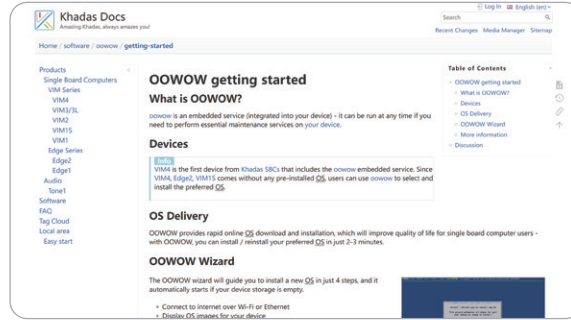 Khadas Docs
Amazing Khadas, always amazes you!
Log In English (en)
Search
Recent Changes Media Manager Sitemap
Home / software / oowow / getting-started
Products
Single Board Computers
VIM Series
VIM4
VIM3/3L
VIM2
VIM1S
VIM1
Edge Series
Edge2
Edge1
Audio
Tone1
Software
FAQ
Tag Cloud
Local area
Easy start
OOWOW getting started
What is OOWOW?
oowow is an embedded service (integrated into your device) - it can be run at any time if you
need to perform essential maintenance services on your device.
Devices
Info
VIM4 is the first device from Khadas SBCs that includes the oowow embedded service. Since
VIM4, Edge2, VIM1S comes without any pre-installed OS, users can use oowow to select and
install the preferred OS.
OS Delivery
OOWOW provides rapid online OS download and installation, which will improve quality of life for single board computer users -
with OOWOW, you can install / reinstall your preferred OS in just 2-3 minutes.
OOWOW Wizard
The OOWOW wizard will guide you to install a new OS in just 4 steps, and it
automatically starts if your device storage is empty.
Connect to internet over Wi-Fi or Ethernet
Display OS images for your device
Table of Contents
OOWOW getting started
What is OOWOW?
Devices
OS Delivery
OOWOW Wizard
More information
Discussion